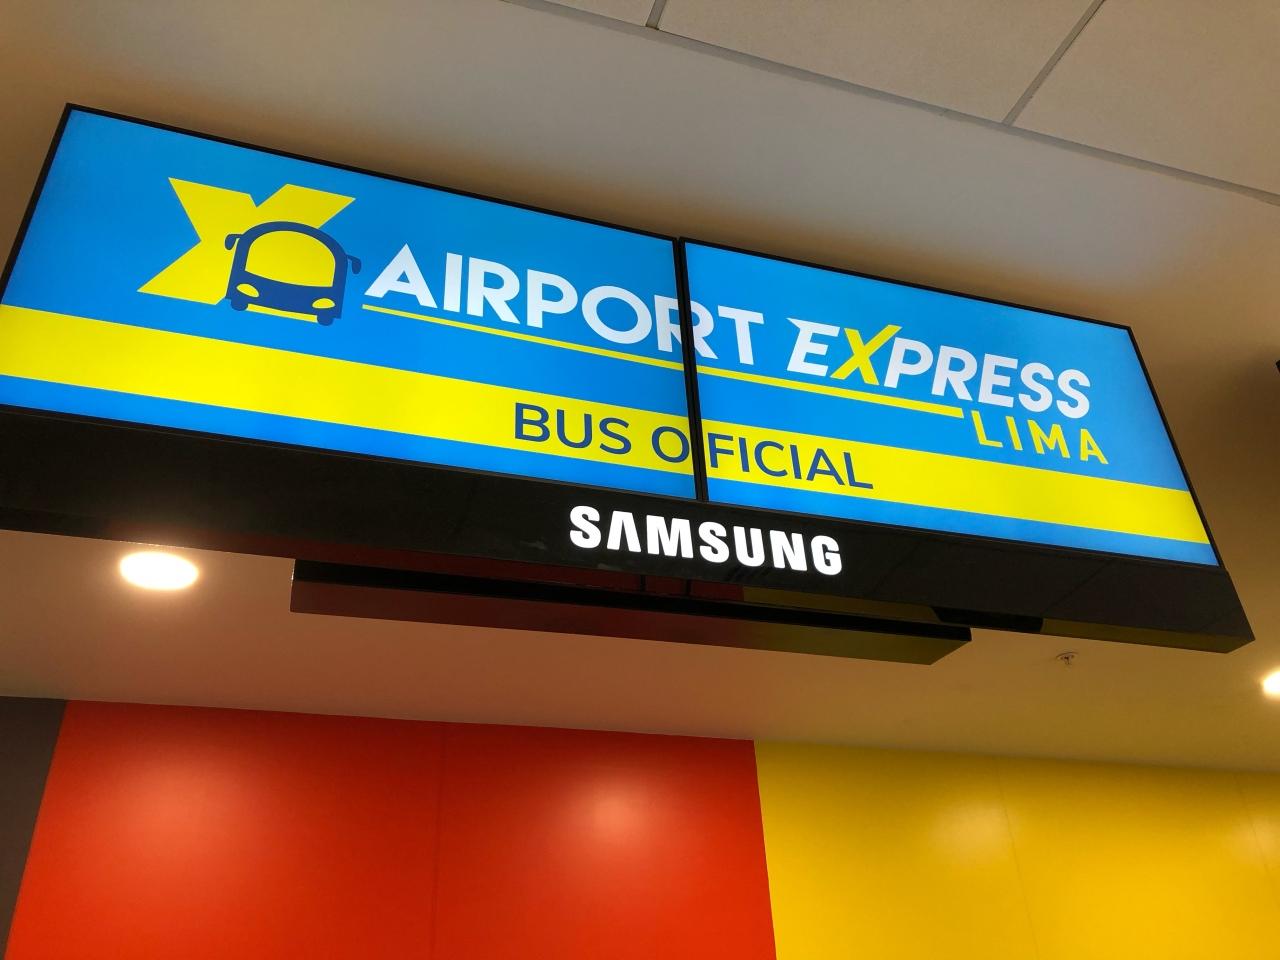 AIRPORT EXPRESS
LIMA
BUS OFICIAL
SAMSUNG